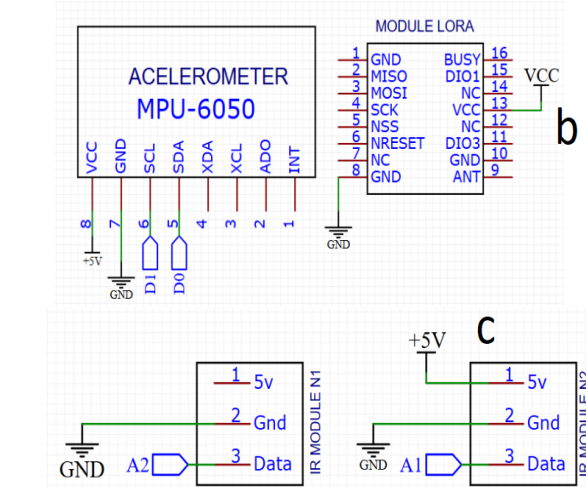 ACELEROMETER
MPU-6050
VCC GND SCL SDA XDA XCL ADO INT
8 7 6 5 4 3 2 1
+5V
GND
D1
D0
MODULE LORA
1 GND BUSY 16
2 MISO DIO1 15
3 MOSI NC 14
4 SCK VCC 13
5 NSS NC 12
6 NRESET DIO3 11
7 NC GND 10
8 GND ANT 9
VCC
GND
b
c
1 5v
2 Gnd
3 Data
IR MODULE N1
GND
A2
+5V
1 5v
2 Gnd
3 Data
IR MODULE N2
GND
A1